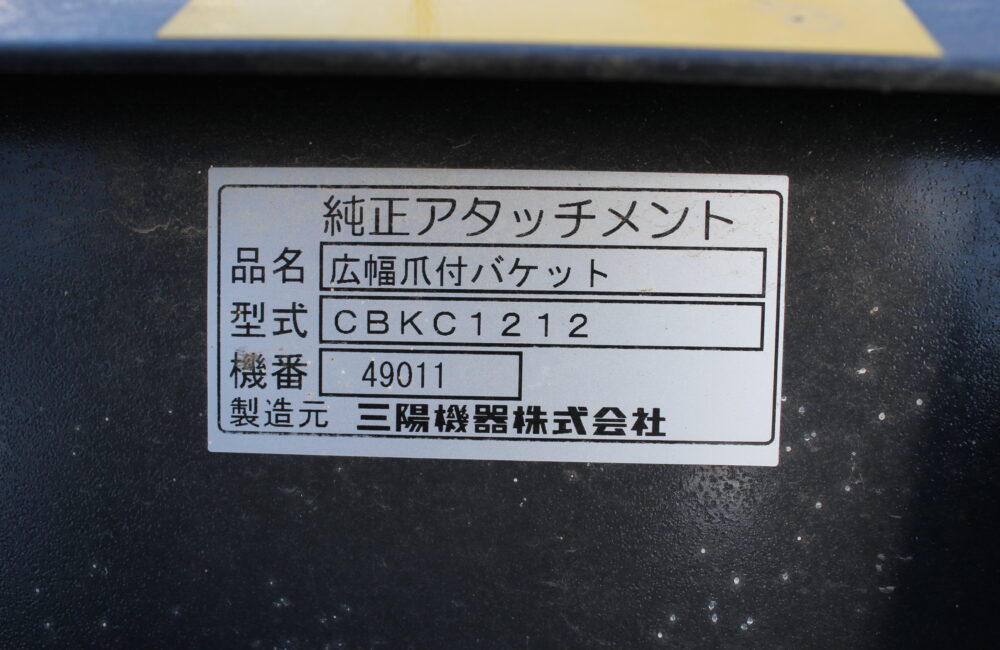 純正アタッチメント
品名 広幅爪付バケット
型式 CBKC1212
機番 49011
製造元 三陽機器株式会社